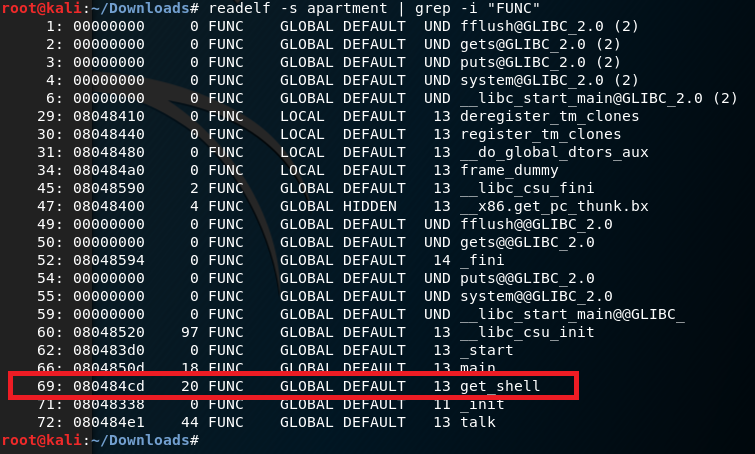 root@kali:~/Downloads# readelf -s apartment | grep -i "FUNC"
1: 00000000 0 FUNC GLOBAL DEFAULT UND fflush@GLIBC_2.0 (2)
2: 00000000 0 FUNC GLOBAL DEFAULT UND gets@GLIBC_2.0 (2)
3: 00000000 0 FUNC GLOBAL DEFAULT UND puts@GLIBC_2.0 (2)
4: 00000000 0 FUNC GLOBAL DEFAULT UND system@GLIBC_2.0 (2)
6: 00000000 0 FUNC GLOBAL DEFAULT UND __libc_start_main@GLIBC_2.0 (2)
29: 08048410 0 FUNC LOCAL DEFAULT 13 deregister_tm_clones
30: 08048440 0 FUNC LOCAL DEFAULT 13 register_tm_clones
31: 08048480 0 FUNC LOCAL DEFAULT 13 __do_global_dtors_aux
34: 080484a0 0 FUNC LOCAL DEFAULT 13 frame_dummy
45: 08048590 2 FUNC GLOBAL DEFAULT 13 __libc_csu_fini
47: 08048400 4 FUNC GLOBAL HIDDEN 13 __x86.get_pc_thunk.bx
49: 00000000 0 FUNC GLOBAL DEFAULT UND fflush@@GLIBC_2.0
50: 00000000 0 FUNC GLOBAL DEFAULT UND gets@@GLIBC_2.0
52: 08048594 0 FUNC GLOBAL DEFAULT 14 _fini
54: 00000000 0 FUNC GLOBAL DEFAULT UND puts@@GLIBC_2.0
55: 00000000 0 FUNC GLOBAL DEFAULT UND system@@GLIBC_2.0
59: 00000000 0 FUNC GLOBAL DEFAULT UND __libc_start_main@@GLIBC_
60: 08048520 97 FUNC GLOBAL DEFAULT 13 __libc_csu_init
62: 080483d0 0 FUNC GLOBAL DEFAULT 13 _start
66: 0804850d 18 FUNC GLOBAL DEFAULT 13 main
69: 080484cd 20 FUNC GLOBAL DEFAULT 13 get_shell
71: 08048338 0 FUNC GLOBAL DEFAULT 11 _init
72: 080484e1 44 FUNC GLOBAL DEFAULT 13 talk
root@kali:~/Downloads#